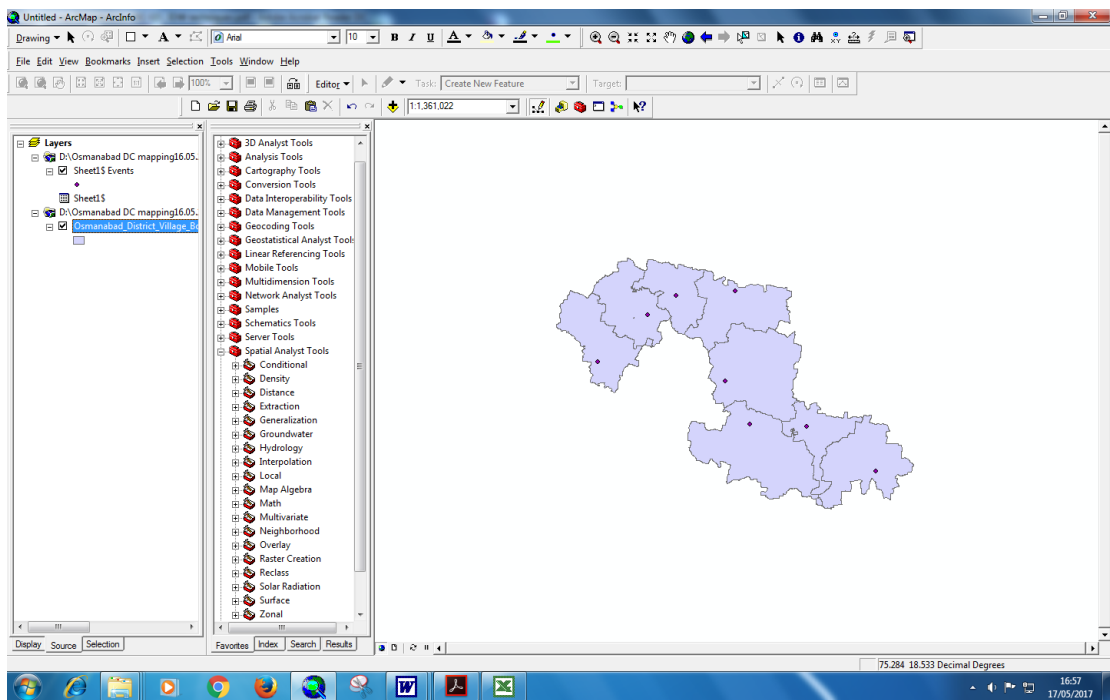 Untitled - ArcMap - ArcInfo
Drawing Arial 10 B I U A
File Edit View Bookmarks Insert Selection Tools Window Help
100% Editor Task: Create New Feature Target:
1:1,361,022
Layers
D:\Osmanabad DC mapping16.05.
Sheet1$ Events
Sheet1$
D:\Osmanabad DC mapping16.05.
Osmanabad_District_Village_Bo
3D Analyst Tools
Analysis Tools
Cartography Tools
Conversion Tools
Data Interoperability Tools
Data Management Tools
Geocoding Tools
Geostatistical Analyst Tools
Linear Referencing Tools
Mobile Tools
Multidimension Tools
Network Analyst Tools
Samples
Schematics Tools
Server Tools
Spatial Analyst Tools
Conditional
Density
Distance
Extraction
Generalization
Groundwater
Hydrology
Interpolation
Local
Map Algebra
Math
Multivariate
Neighborhood
Overlay
Raster Creation
Reclass
Solar Radiation
Surface
Zonal
Display Source Selection
Favorites Index Search Results
75.284 18.533 Decimal Degrees
16:57
17/05/2017